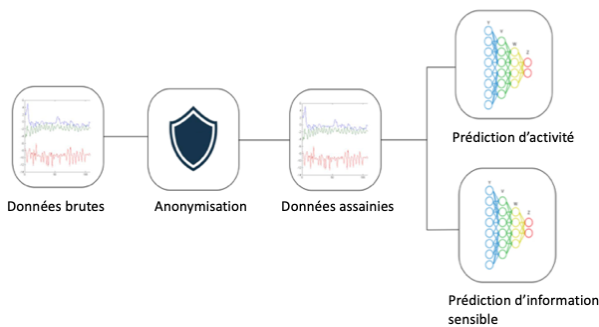 Prédiction d'activité
Données brutes
Anonymisation
Données assainies
Prédiction d'information
sensible